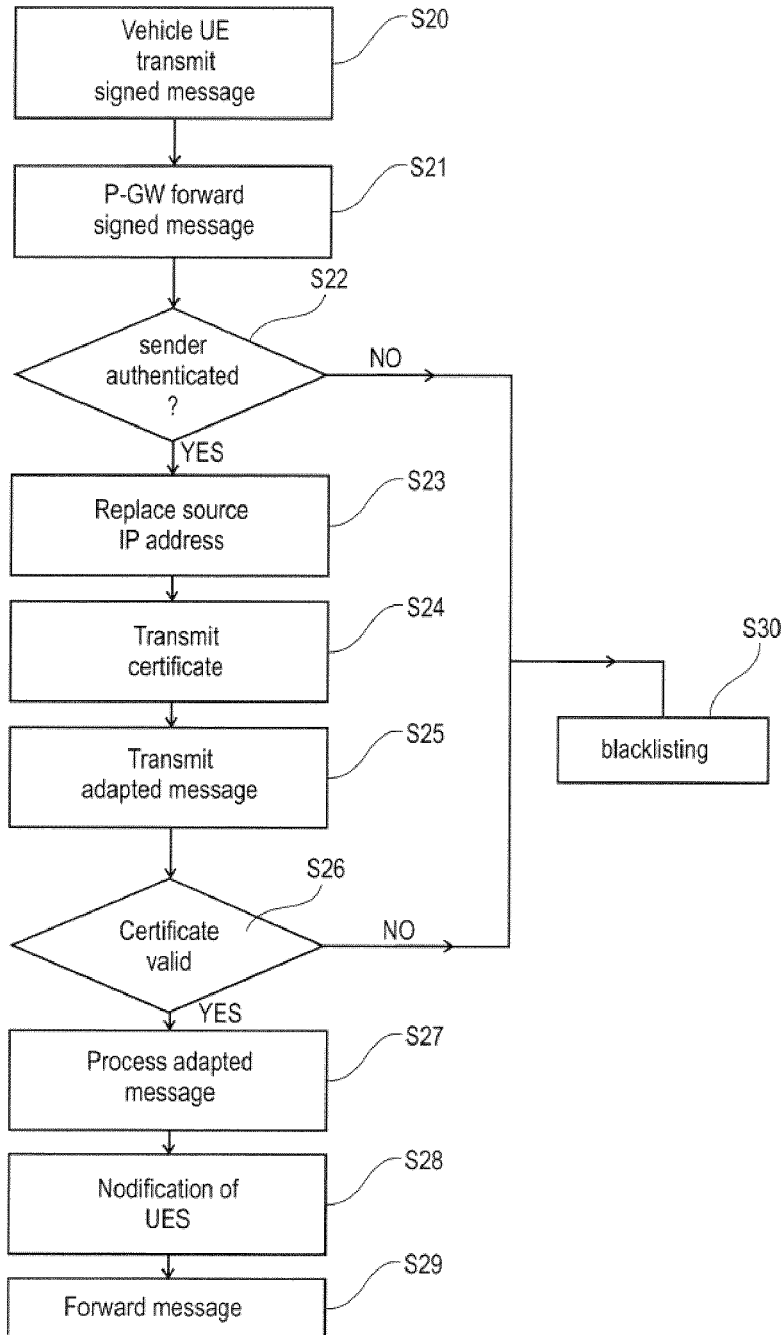 Vehicle UE
transmit
signed message
S20
P-GW forward
signed message
S21
sender
authenticated
?
S22
NO
YES
Replace source
IP address
S23
Transmit
certificate
S24
Transmit
adapted message
S25
blacklisting
S30
Certificate
valid
S26
NO
YES
Process adapted
message
S27
Nodification of
UES
S28
Forward message
S29